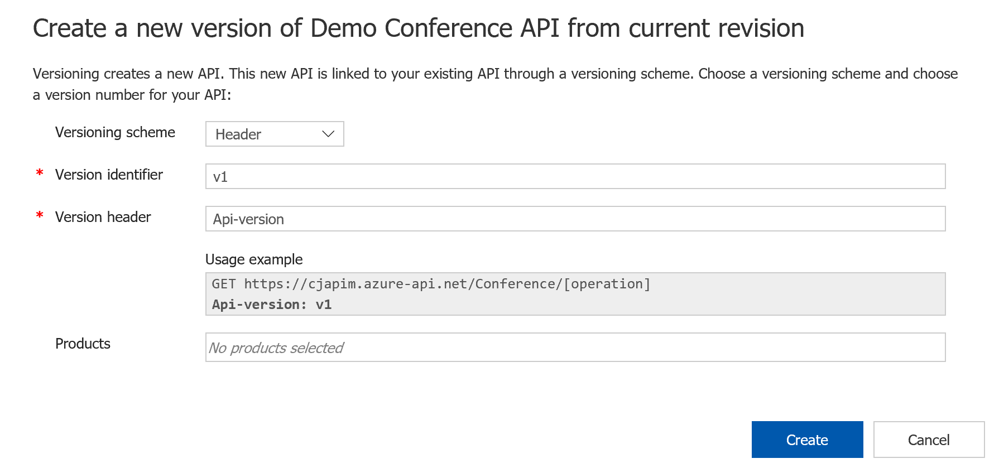 Create a new version of Demo Conference API from current revision
Versioning creates a new API. This new API is linked to your existing API through a versioning scheme. Choose a versioning scheme and choose
a version number for your API:
Versioning scheme
Header
* Version identifier
v1
* Version header
Api-version
Usage example
GET https://cjapim.azure-api.net/Conference/[operation]
Api-version: v1
Products
No products selected
Create
Cancel